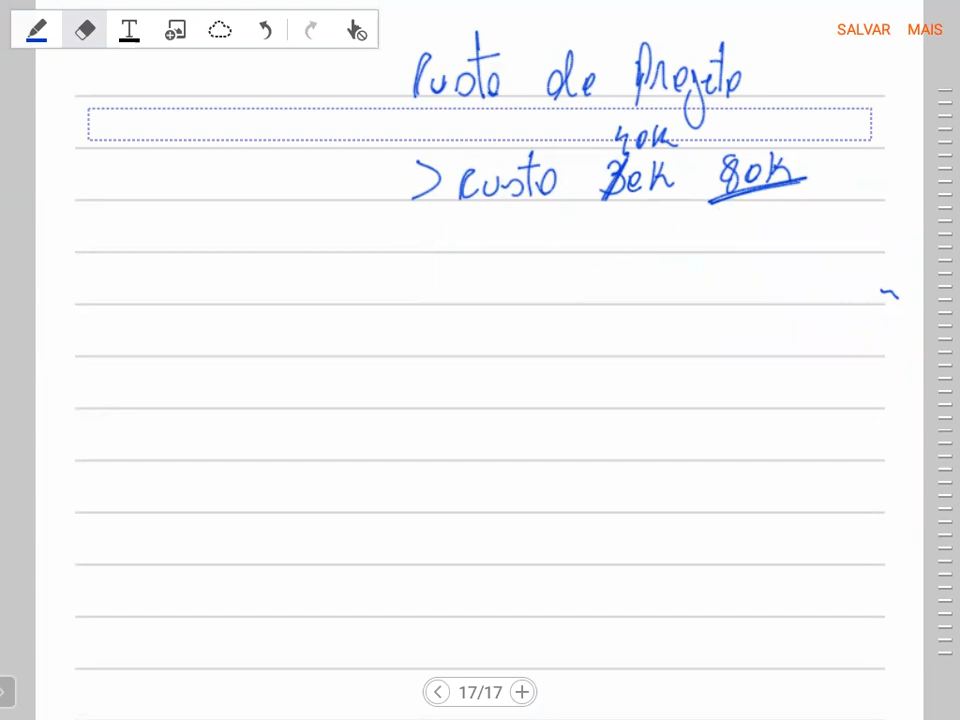 SALVAR MAIS
Custo de Projeto
40K
> custo 30K 80K
17/17